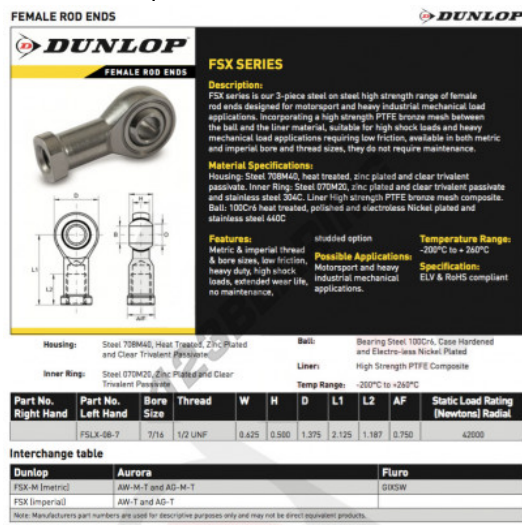 FEMALE ROD ENDS
DUNLOP
DUNLOP
FEMALE ROD ENDS
FSX SERIES
Description:
FSX series is our 3-piece steel on steel high strength range of female
rod ends designed for motorsport and heavy industrial mechanical load
applications. Incorporating a high strength PTFE bronze mesh between
the ball and the liner material, suitable for high shock loads and heavy
mechanical load applications requiring low friction, available in both metric
and imperial bore and thread sizes, they do not require maintenance.
Material Specifications:
Housing: Steel 708M40, heat treated, zinc plated and clear trivalent
passivate. Inner Ring: Steel 070M20, zinc plated and clear trivalent passivate
and stainless steel 304C. Liner High strength PTFE bronze mesh composite.
Ball: 100Cr6 heat treated, polished and electroless Nickel plated and
stainless steel 440C
Features:
Metric & imperial thread
& bore sizes, low friction,
heavy duty, high shock
loads, extended wear life,
no maintenance,
studded option
Possible Applications:
Motorsport and heavy
industrial mechanical
applications.
Temperature Range:
-200°C to + 260°C
Specification:
ELV & RoHS compliant
D
W
H
B
D
L1
L2
AF
Housing: Steel 708M40, Heat Treated, Zinc Plated
and Clear Trivalent Passivate
Inner Ring: Steel 070M20, Zinc Plated and Clear
Trivalent Passivate
Ball: Bearing Steel 100Cr6, Case Hardened
and Electro-less Nickel Plated
Liner: High Strength PTFE Composite
Temp Range: -200°C to +260°C
Part No. Right Hand Part No. Left Hand Bore Size Thread W H D L1 L2 AF Static Load Rating (Newtons) Radial
FSLX-08-7 7/16 1/2 UNF 0.625 0.500 1.375 2.125 1.187 0.750 42000
Interchange table
Dunlop Aurora Fluro
FSX-M (metric) AW-M-T and AG-M-T GIXSW
FSX (imperial) AW-T and AG-T
Note: Manufacturers part numbers are used for descriptive purposes only and may not be direct equivalent products.